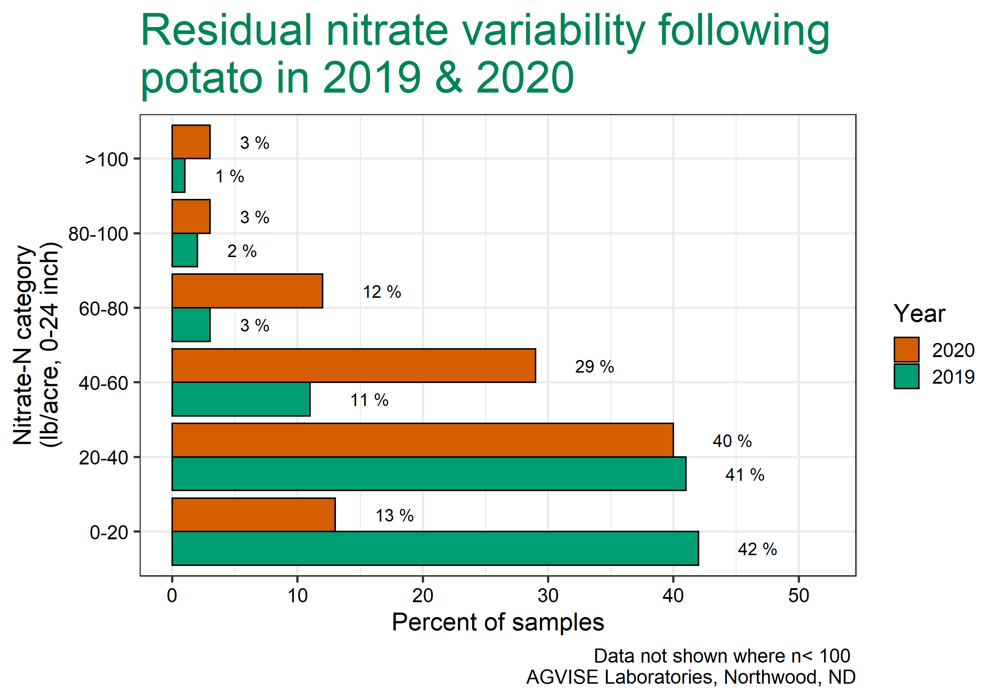 Residual nitrate variability following
potato in 2019 & 2020
Nitrate-N category
(lb/acre, 0-24 inch)
>100
80-100
60-80
40-60
20-40
0-20
3 %
1 %
3 %
2 %
12 %
3 %
29 %
11 %
40 %
41 %
13 %
42 %
0 10 20 30 40 50
Percent of samples
Year
2020
2019
Data not shown where n< 100
AGVISE Laboratories, Northwood, ND